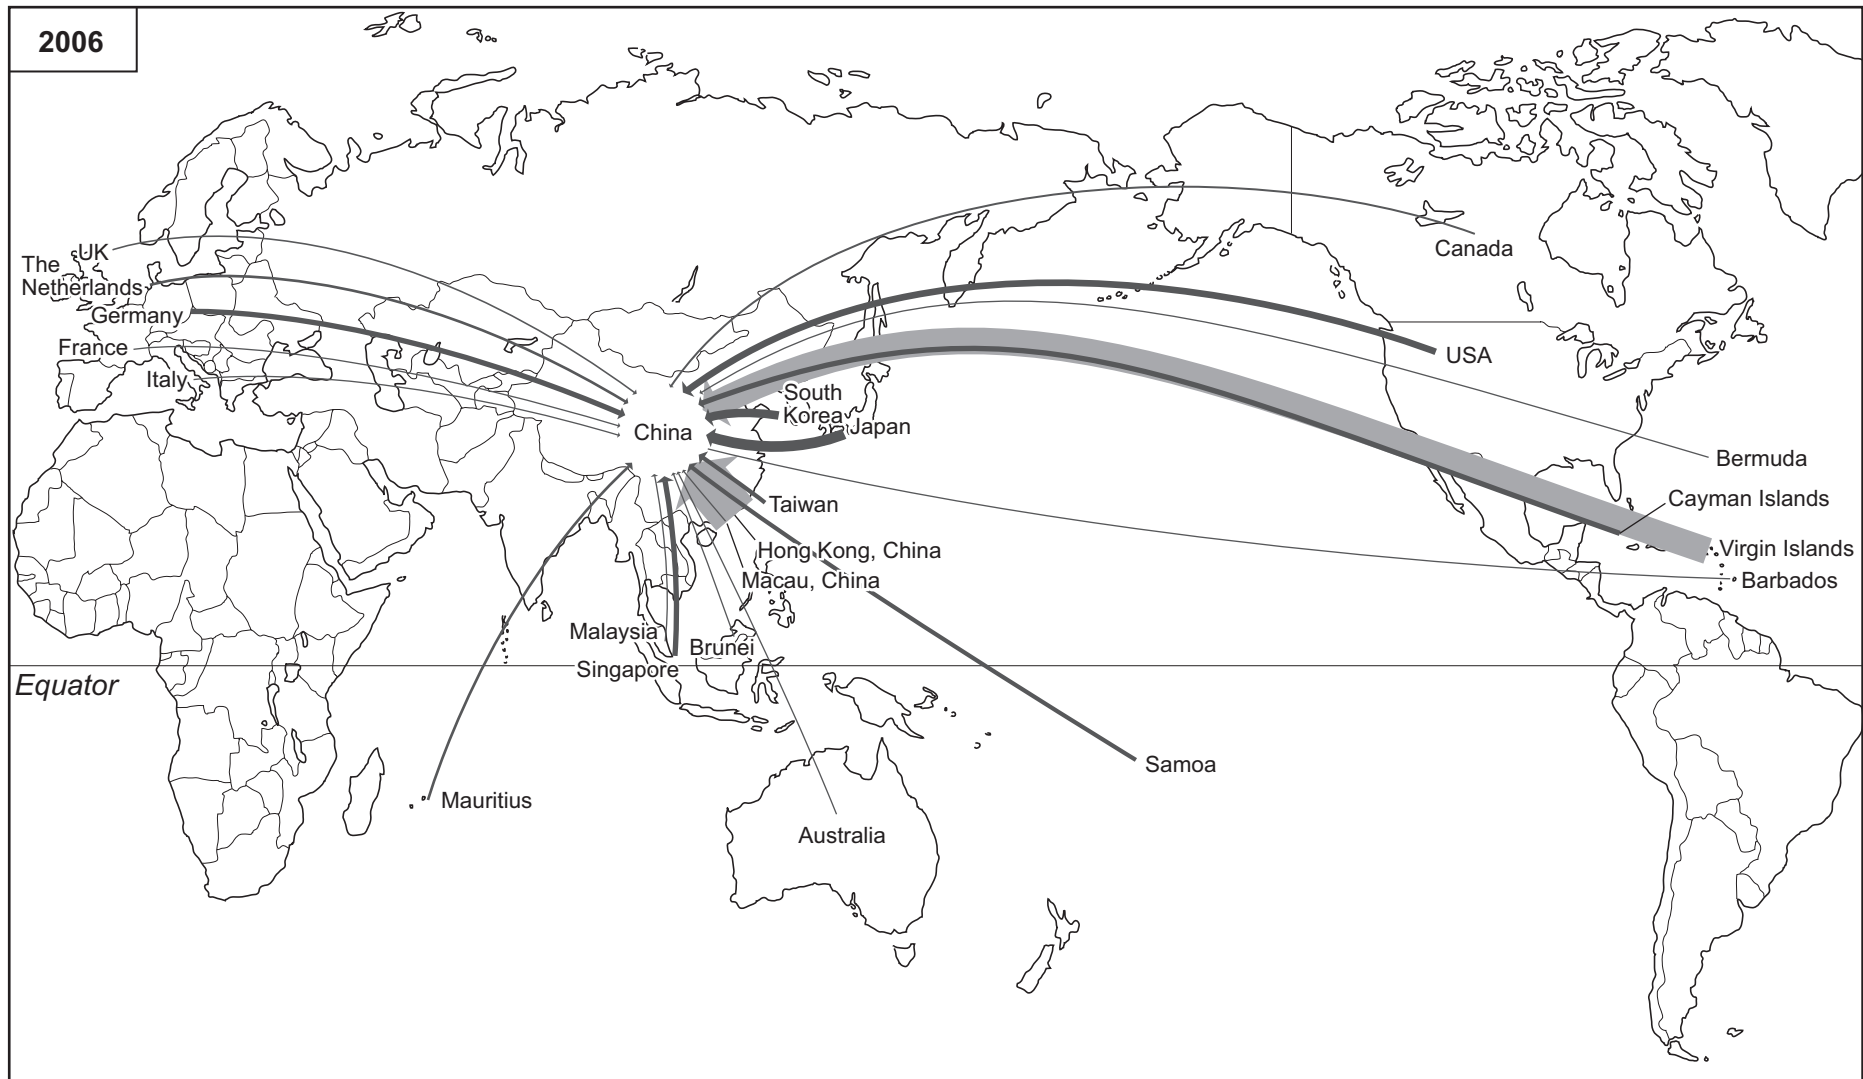 2006
UK
The
Netherlands
Germany
France
Italy
China
South
Korea
Japan
Taiwan
Hong Kong, China
Macau, China
Malaysia
Brunei
Singapore
Canada
USA
Bermuda
Cayman Islands
Virgin Islands
Barbados
Equator
Samoa
Mauritius
Australia